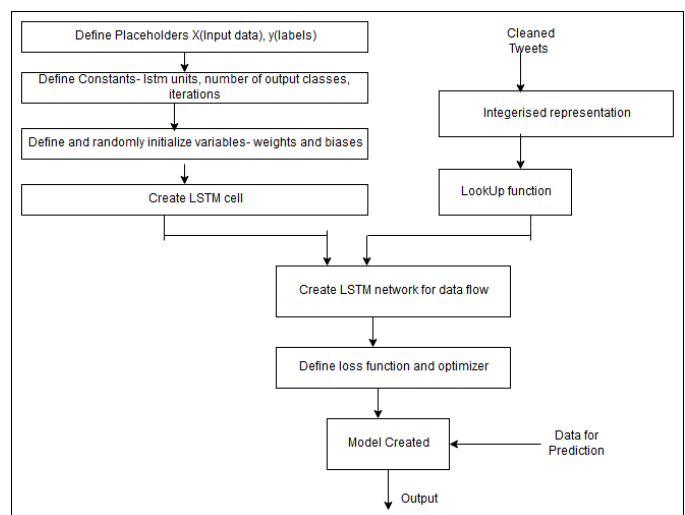 Define Placeholders X(Input data), y(labels)
Define Constants- lstm units, number of output classes,
iterations
Define and randomly initialize variables- weights and biases
Create LSTM cell
Cleaned
Tweets
Integerised representation
LookUp function
Create LSTM network for data flow
Define loss function and optimizer
Model Created
Data for
Prediction
Output